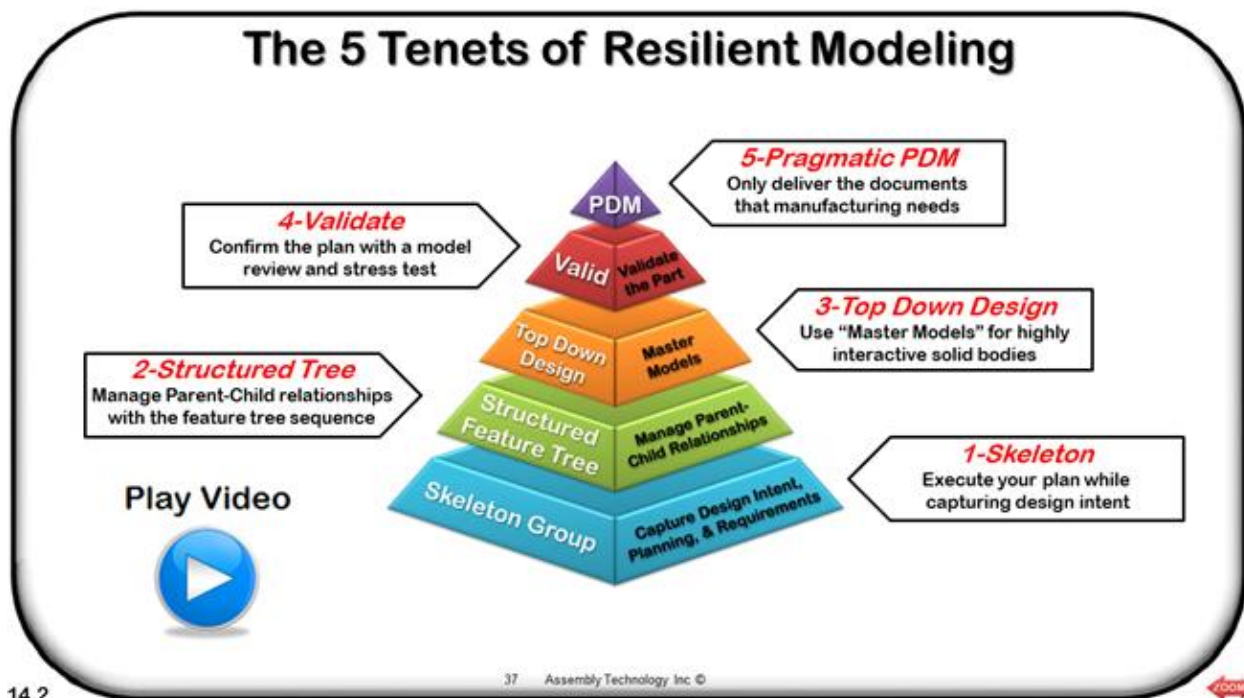 The 5 Tenets of Resilient Modeling
5-Pragmatic PDM
Only deliver the documents
that manufacturing needs
4-Validate
Confirm the plan with a model
review and stress test
3-Top Down Design
Use “Master Models” for highly
interactive solid bodies
2-Structured Tree
Manage Parent-Child relationships
with the feature tree sequence
1-Skeleton
Execute your plan while
capturing design intent
PDM
Valid
Validate
the Part
Top Down
Design
Master
Models
Structured
Feature Tree
Manage Parent-
Child Relationships
Skeleton Group
Capture Design Intent,
Planning, & Requirements
Play Video
37 Assembly Technology Inc ©
14.2
ZOOM